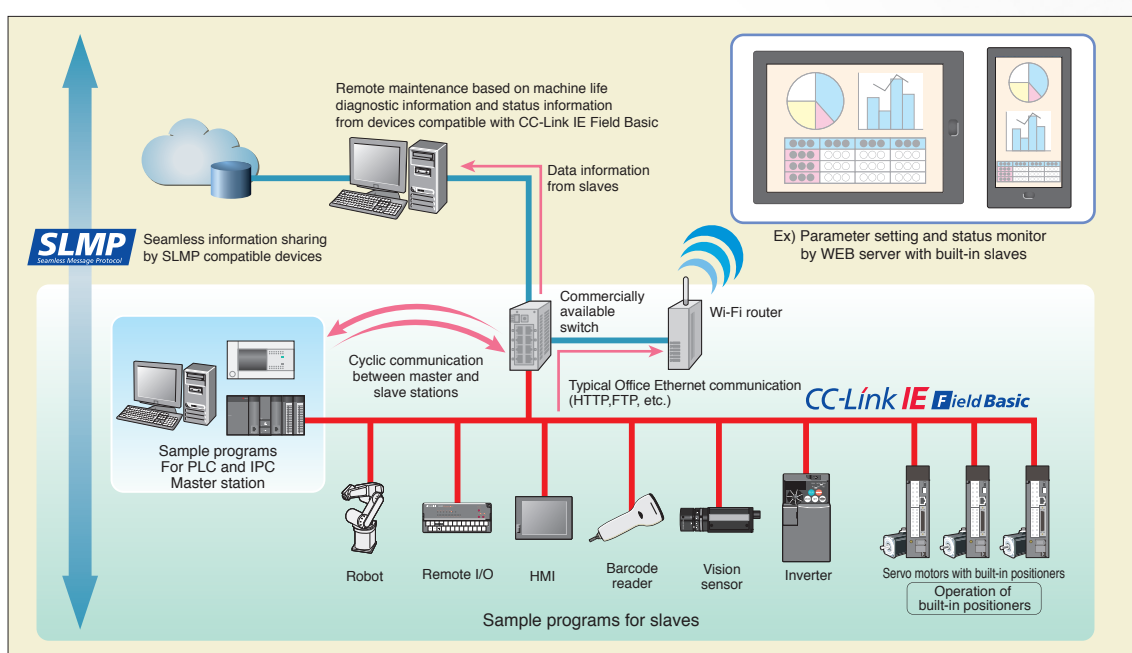 Remote maintenance based on machine life
diagnostic information and status information
from devices compatible with CC-Link IE Field Basic
Data information
from slaves
SLMP
Seamless Message Protocol
Seamless information sharing
by SLMP compatible devices
Ex) Parameter setting and status monitor
by WEB server with built-in slaves
Commercially
available
switch
Wi-Fi router
Cyclic communication
between master and
slave stations
Typical Office Ethernet communication
(HTTP,FTP, etc.)
CC-Link IE Field Basic
Sample programs
For PLC and IPC
Master station
Robot
Remote I/O
HMI
Barcode
reader
Vision
sensor
Inverter
Servo motors with built-in positioners
Operation of
built-in positioners
Sample programs for slaves